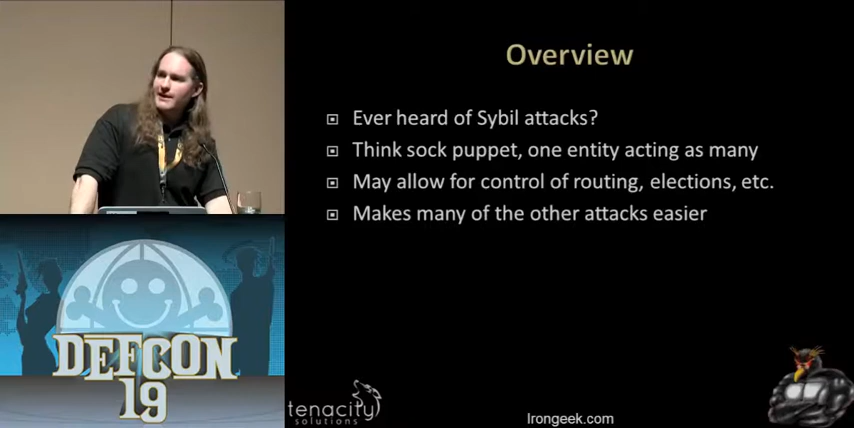 Overview
Ever heard of Sybil attacks?
Think sock puppet, one entity acting as many
May allow for control of routing, elections, etc.
Makes many of the other attacks easier
DEFCON
19
tenacity
solutions
Irongeek.com